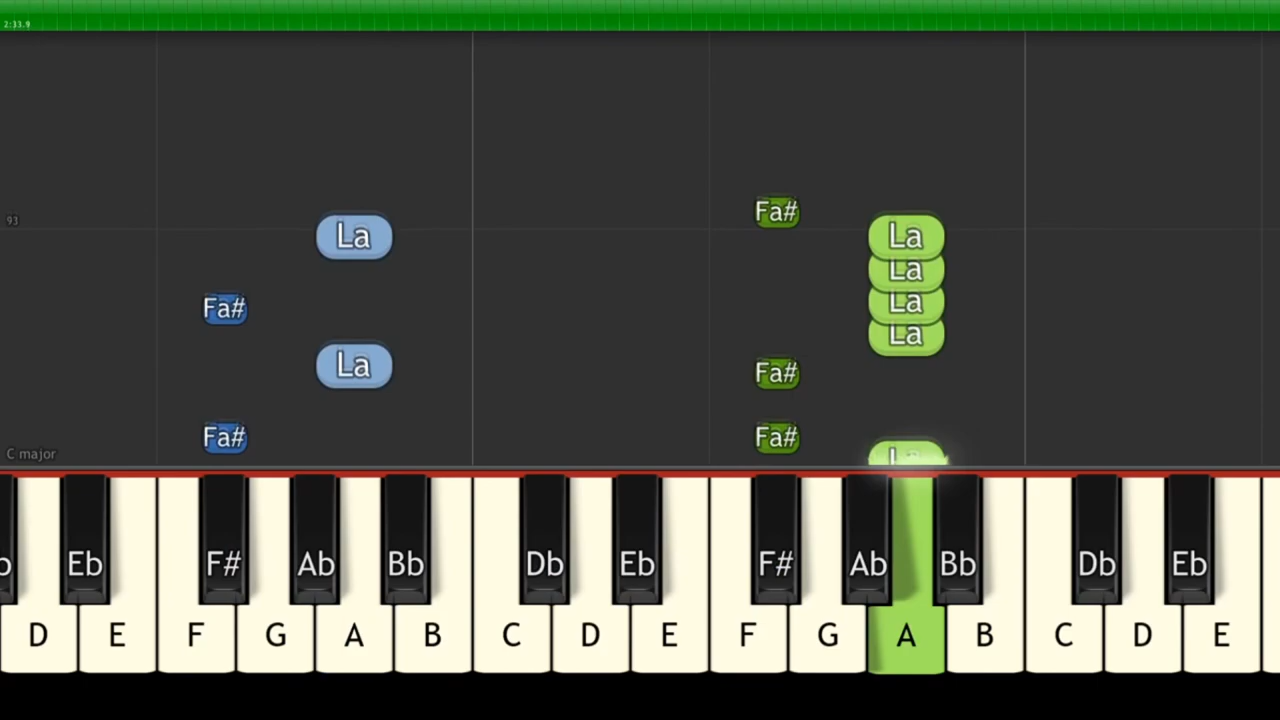 2:33.9
Fa#
93
La La
La
La
Fa#
La
La Fa#
C major Fa# Fa#
Eb F# Ab Bb Db Eb F# Ab Bb Db Eb
D E F G A B C D E F G A B C D E